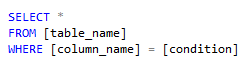 SELECT *
FROM [table_name]
WHERE [column_name] = [condition]